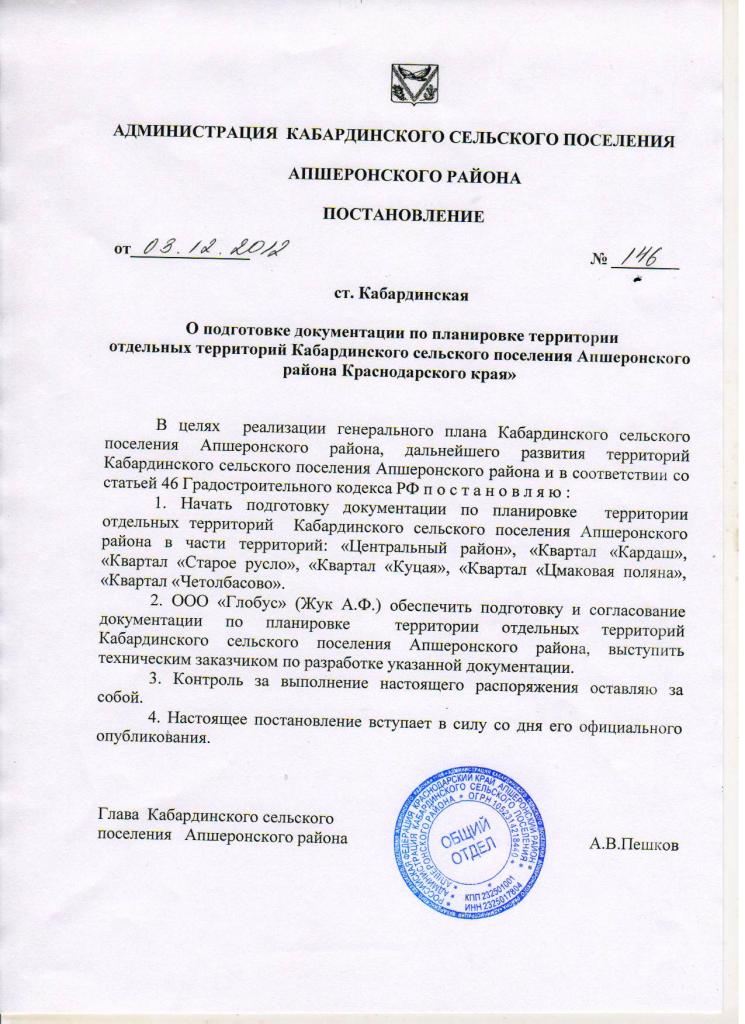 АДМИНИСТРАЦИЯ КАБАРДИНСКОГО СЕЛЬСКОГО ПОСЕЛЕНИЯ
АПШЕРОНСКОГО РАЙОНА
ПОСТАНОВЛЕНИЕ
от 03.12.2012 № 146
ст. Кабардинская
О подготовке документации по планировке территории
отдельных территорий Кабардинского сельского поселения Апшеронского
района Краснодарского края»
В целях реализации генерального плана Кабардинского сельского
поселения Апшеронского района, дальнейшего развития территорий
Кабардинского сельского поселения Апшеронского района и в соответствии со
статьей 46 Градостроительного кодекса РФ п о с т а н о в л я ю :
1. Начать подготовку документации по планировке территории
отдельных территорий Кабардинского сельского поселения Апшеронского
района в части территорий: «Центральный район», «Квартал «Кардаш»,
«Квартал «Старое русло», «Квартал «Куцая», «Квартал «Цмаковая поляна»,
«Квартал «Четолбасово».
2. ООО «Глобус» (Жук А.Ф.) обеспечить подготовку и согласование
документации по планировке территории отдельных территорий
Кабардинского сельского поселения Апшеронского района, выступить
техническим заказчиком по разработке указанной документации.
3. Контроль за выполнение настоящего распоряжения оставляю за
собой.
4. Настоящее постановление вступает в силу со дня его официального
опубликования.
Глава Кабардинского сельского
поселения Апшеронского района А.В.Пешков
РОССИЙСКАЯ ФЕДЕРАЦИЯ КРАСНОДАРСКИЙ КРАЙ АПШЕРОНСКИЙ РАЙОН
АДМИНИСТРАЦИЯ КАБАРДИНСКОГО СЕЛЬСКОГО ПОСЕЛЕНИЯ
АПШЕРОНСКОГО РАЙОНА * ОГРН 1052314218440
ОБЩИЙ
ОТДЕЛ
КПП 232501001
ИНН 2325017804